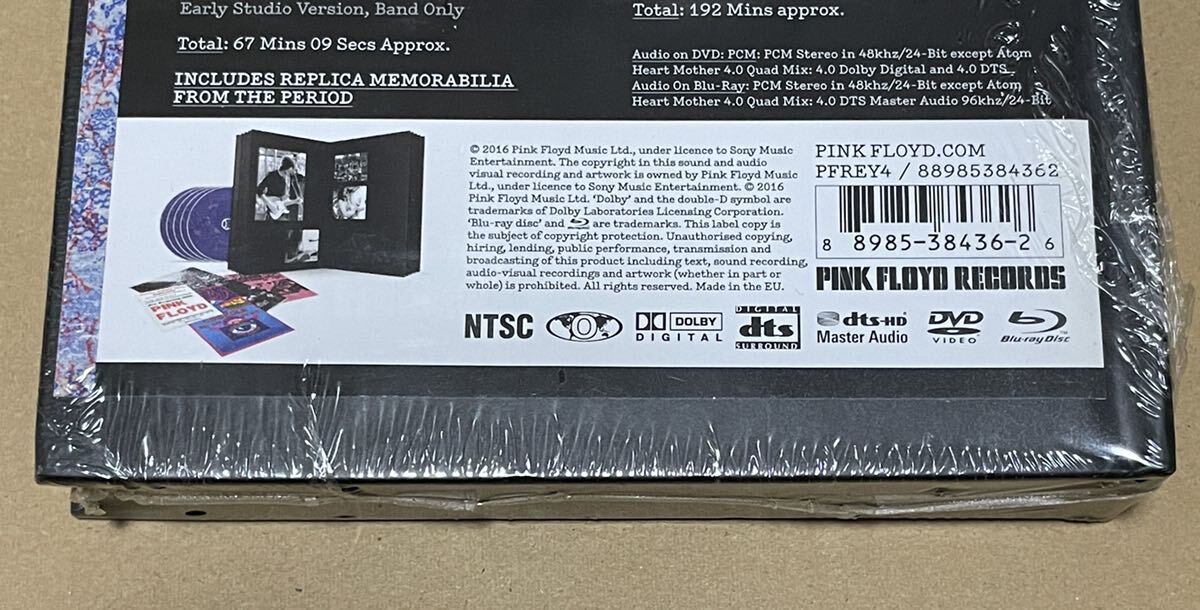 Early Studio Version, Band Only
Total: 67 Mins 09 Secs Approx.
INCLUDES REPLICA MEMORABILIA
FROM THE PERIOD
Total: 192 Mins approx.
Audio on DVD: PCM: PCM Stereo in 48khz/24-Bit except Atom
Heart Mother 4.0 Quad Mix: 4.0 Dolby Digital and 4.0 DTS
Audio On Blu-Ray: PCM Stereo in 48khz/24-Bit except Atom
Heart Mother 4.0 Quad Mix: 4.0 DTS Master Audio 96khz/24-Bit
PINK
FLOYD
© 2016 Pink Floyd Music Ltd., under licence to Sony Music
Entertainment. The copyright in this sound and audio
visual recording and artwork is owned by Pink Floyd Music
Ltd., under licence to Sony Music Entertainment. © 2016
Pink Floyd Music Ltd. 'Dolby' and the double-D symbol are
trademarks of Dolby Laboratories Licensing Corporation.
'Blu-ray disc' and are trademarks. This label copy is
the subject of copyright protection. Unauthorised copying,
hiring, lending, public performance, transmission and
broadcasting of this product including text, sound recording,
audio-visual recordings and artwork (whether in part or
whole) is prohibited. All rights reserved. Made in the EU.
PINK FLOYD.COM
PFREY4 / 88985384362
8 8985-38436-2 6
PINK FLOYD RECORDS
NTSC
0
DOLBY
DIGITAL
DIGITAL
dts
SURROUND
dts-HD
Master Audio
DVD
VIDEO
Blu-ray Disc